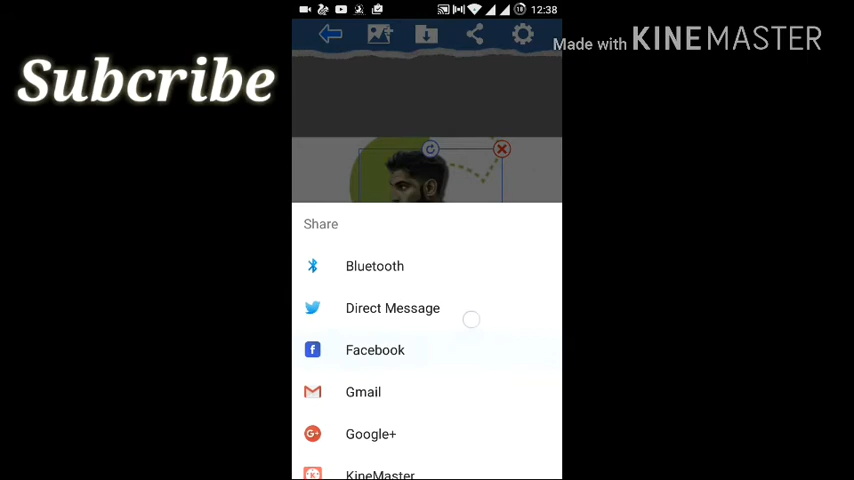 12:38
Made with KINEMASTER
Subcribe
Share
Bluetooth
Direct Message
Facebook
Gmail
Google+
KineMaster